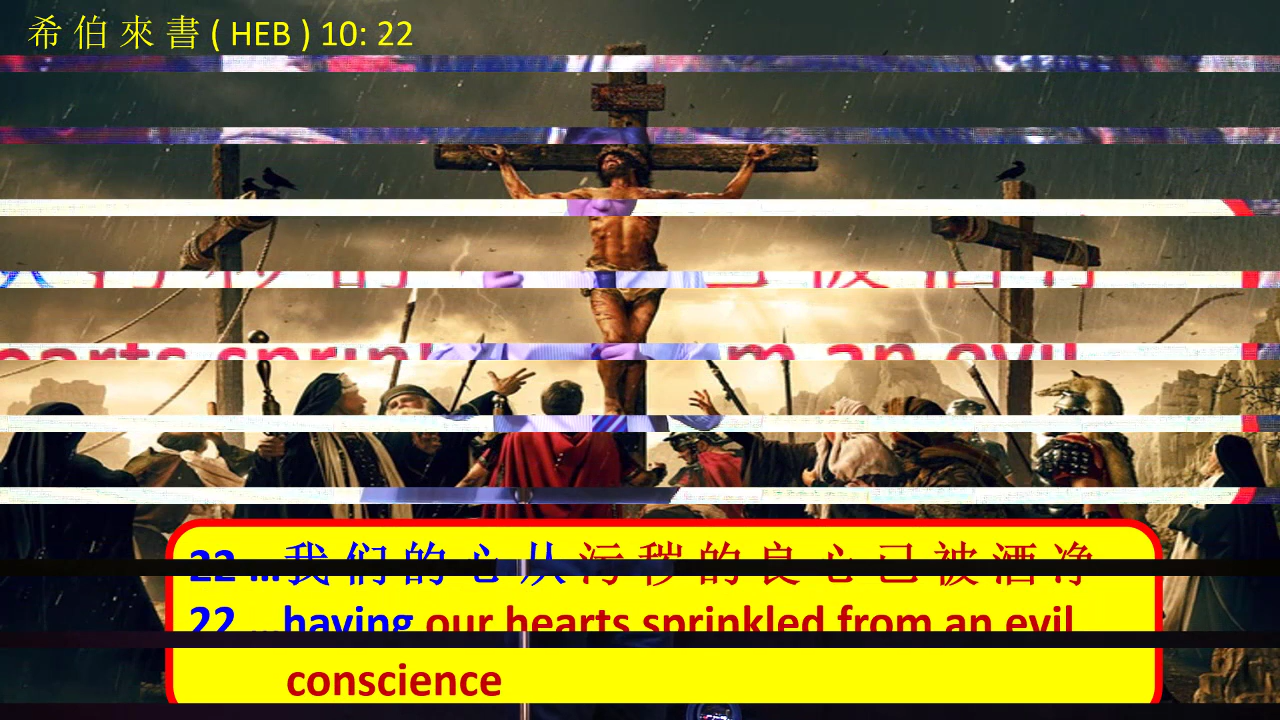 希伯來書 ( HEB ) 10: 22
22 ...我们的心从污秽的良心已被洒净
22 ...having our hearts sprinkled from an evil
conscience